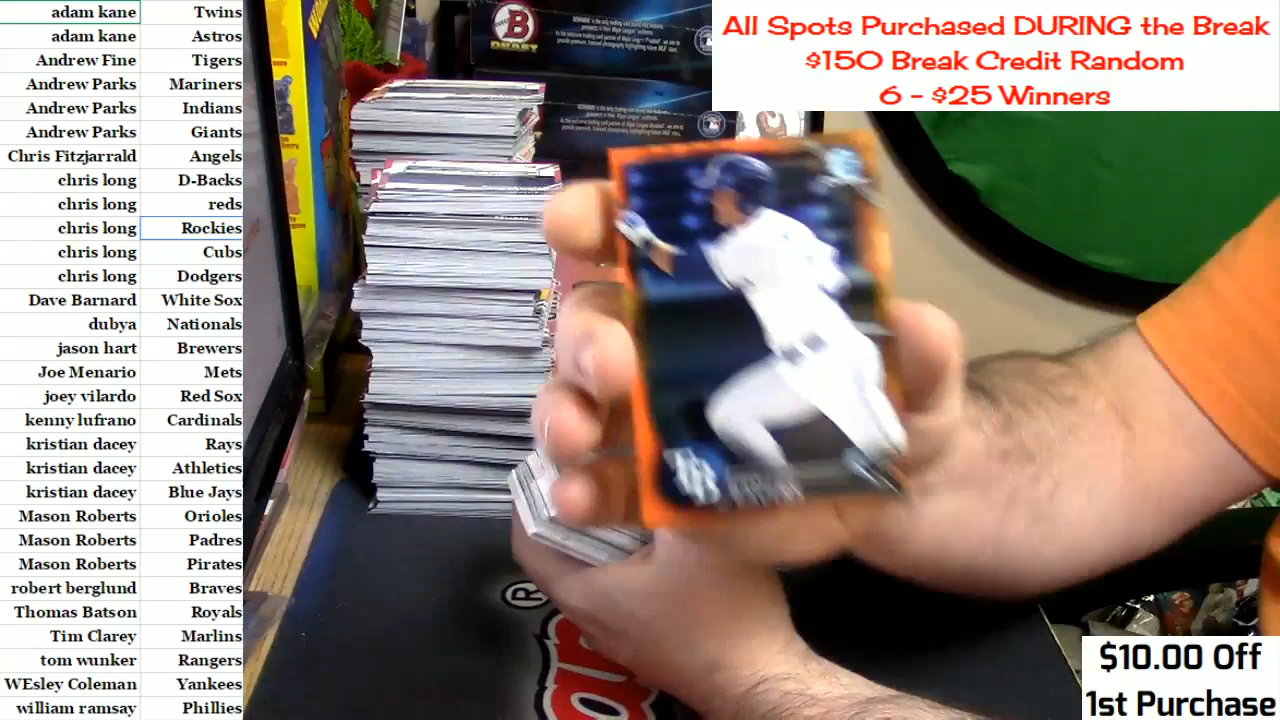 adam kane Twins
adam kane Astros
Andrew Fine Tigers
Andrew Parks Mariners
Andrew Parks Indians
Andrew Parks Giants
Chris Fitzjarrald Angels
chris long D-Backs
chris long reds
chris long Rockies
chris long Cubs
chris long Dodgers
Dave Barnard White Sox
dubya Nationals
jason hart Brewers
Joe Menario Mets
joey vilardo Red Sox
kenny lufrano Cardinals
kristian dacey Rays
kristian dacey Athletics
kristian dacey Blue Jays
Mason Roberts Orioles
Mason Roberts Padres
Mason Roberts Pirates
robert berglund Braves
Thomas Batson Royals
Tim Clarey Marlins
tom wunker Rangers
WEsley Coleman Yankees
william ramsay Phillies
B
DRAFT
All Spots Purchased DURING the Break
$150 Break Credit Random
6 - $25 Winners
TB
®
$10.00 Off
1st Purchase